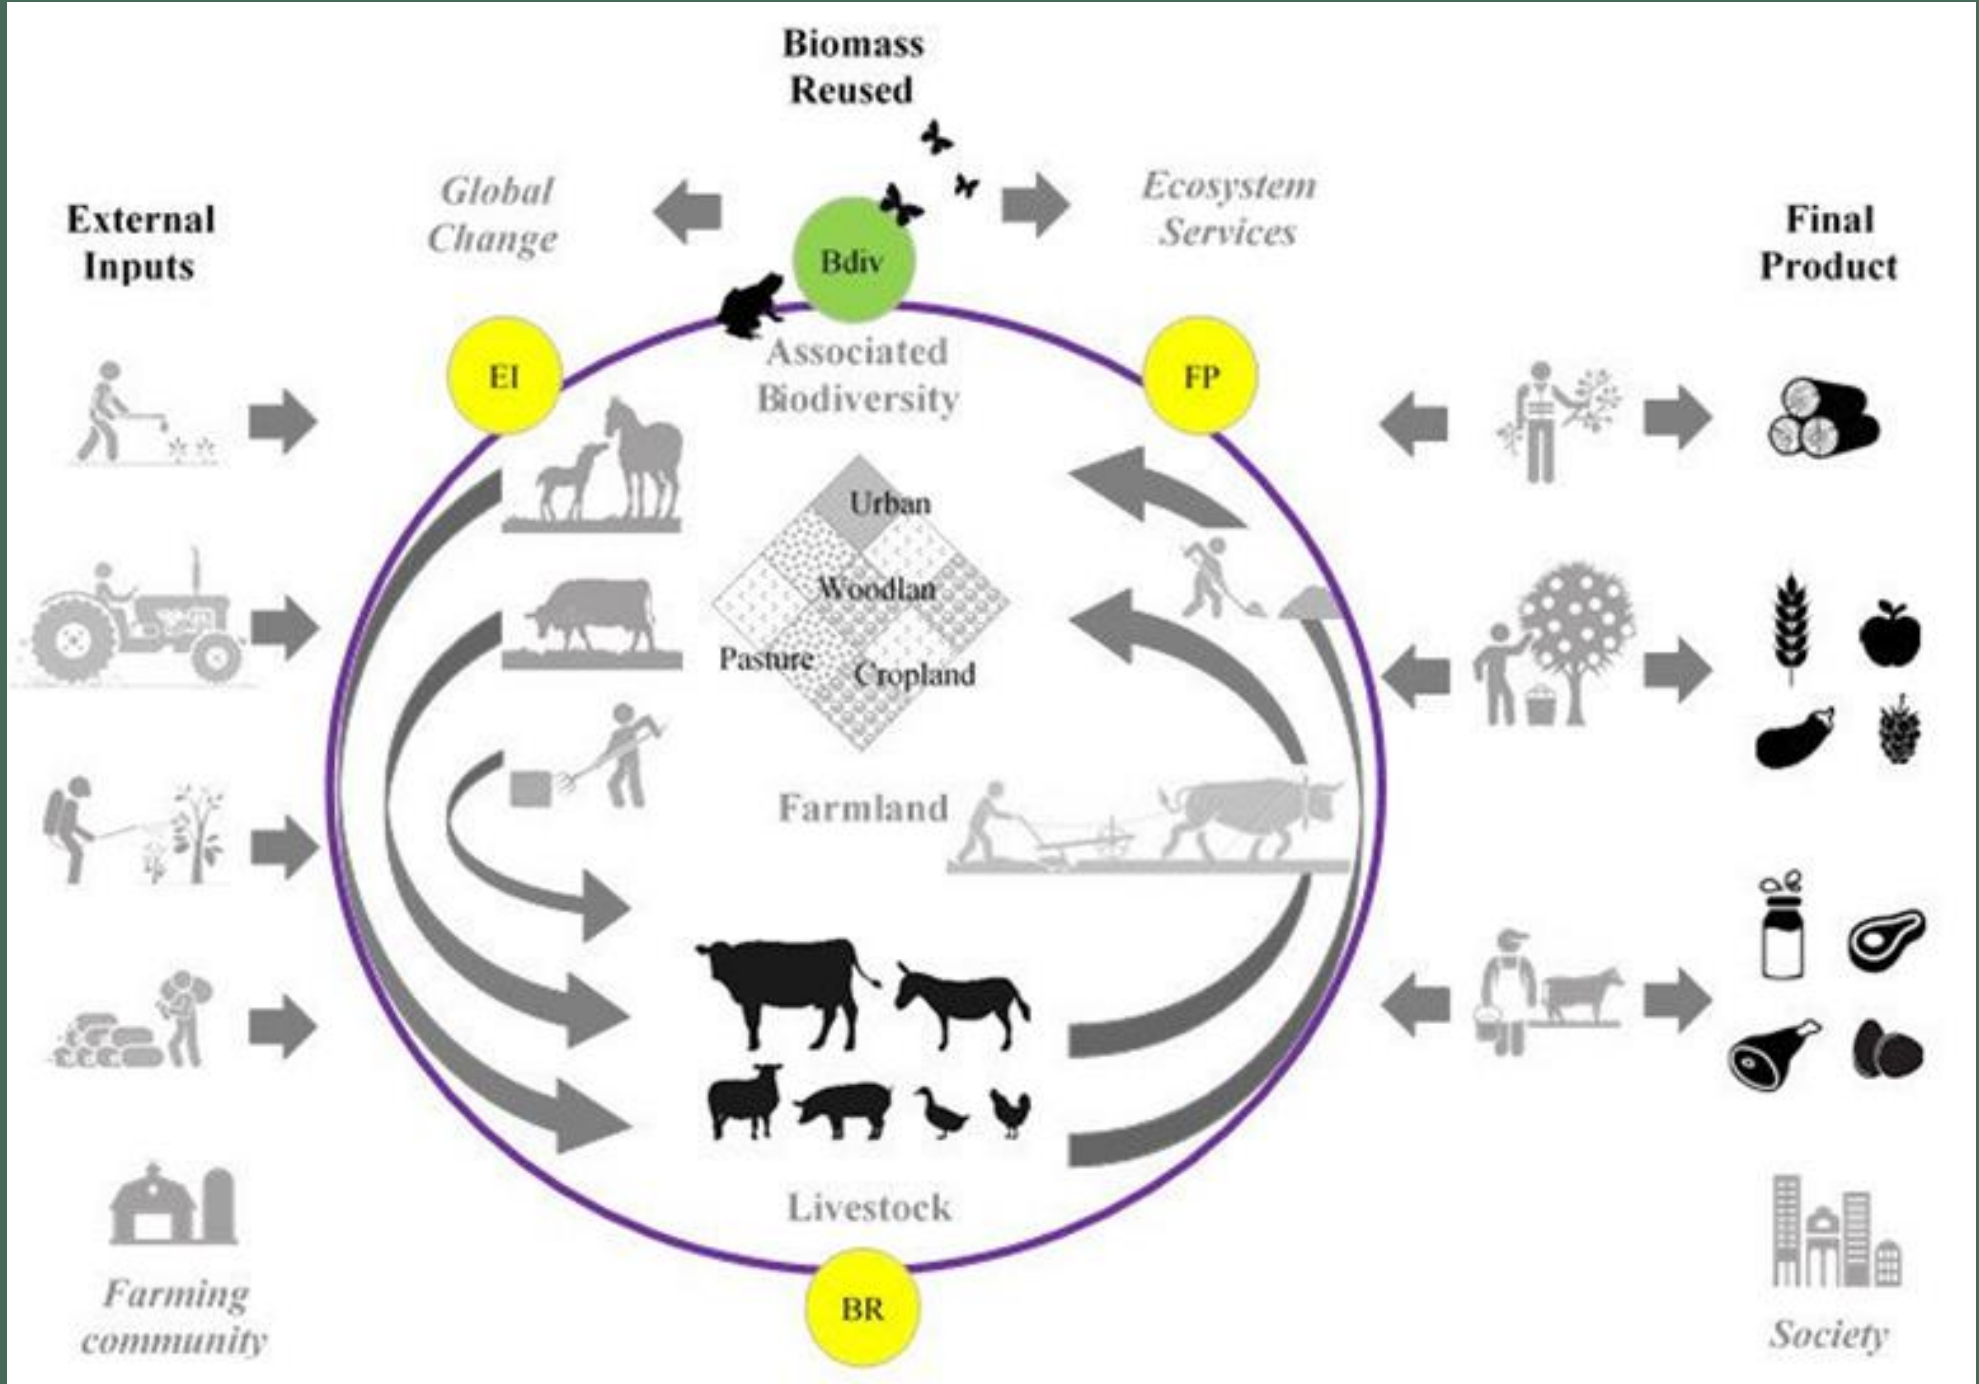 Biomass
Reused
Global
Change
Ecosystem
Services
External
Inputs
Final
Product
Bdiv
EI
FP
Associated
Biodiversity
Urban
Woodlan
Pasture
Cropland
Farmland
Livestock
BR
Farming
community
Society